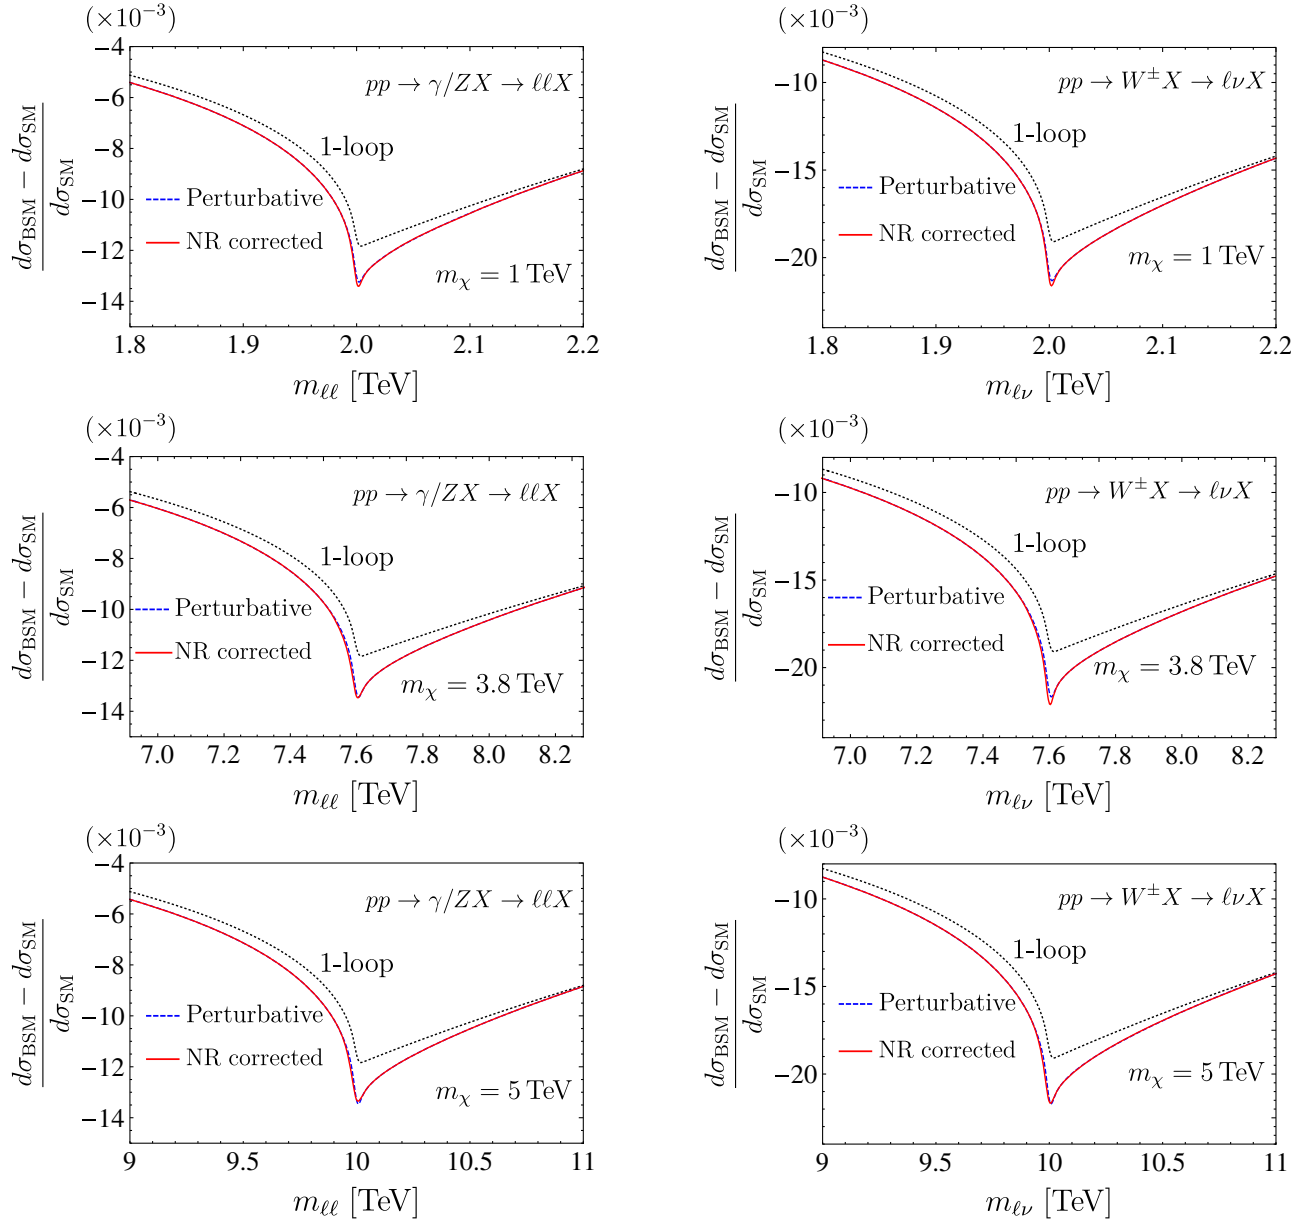 (×10⁻³)
−4
−6
−8
−10
−12
−14
dσ_BSM − dσ_SM
dσ_SM
pp → γ/ZX → ℓℓX
1-loop
Perturbative
NR corrected
m_χ = 1 TeV
1.8 1.9 2.0 2.1 2.2
m_ℓℓ [TeV]
(×10⁻³)
−10
−15
−20
dσ_BSM − dσ_SM
dσ_SM
pp → W^± X → ℓνX
1-loop
Perturbative
NR corrected
m_χ = 1 TeV
1.8 1.9 2.0 2.1 2.2
m_ℓν [TeV]
(×10⁻³)
−4
−6
−8
−10
−12
−14
dσ_BSM − dσ_SM
dσ_SM
pp → γ/ZX → ℓℓX
1-loop
Perturbative
NR corrected
m_χ = 3.8 TeV
7.0 7.2 7.4 7.6 7.8 8.0 8.2
m_ℓℓ [TeV]
(×10⁻³)
−10
−15
−20
dσ_BSM − dσ_SM
dσ_SM
pp → W^± X → ℓνX
1-loop
Perturbative
NR corrected
m_χ = 3.8 TeV
7.0 7.2 7.4 7.6 7.8 8.0 8.2
m_ℓν [TeV]
(×10⁻³)
−4
−6
−8
−10
−12
−14
dσ_BSM − dσ_SM
dσ_SM
pp → γ/ZX → ℓℓX
1-loop
Perturbative
NR corrected
m_χ = 5 TeV
9 9.5 10 10.5 11
m_ℓℓ [TeV]
(×10⁻³)
−10
−15
−20
dσ_BSM − dσ_SM
dσ_SM
pp → W^± X → ℓνX
1-loop
Perturbative
NR corrected
m_χ = 5 TeV
9 9.5 10 10.5 11
m_ℓν [TeV]